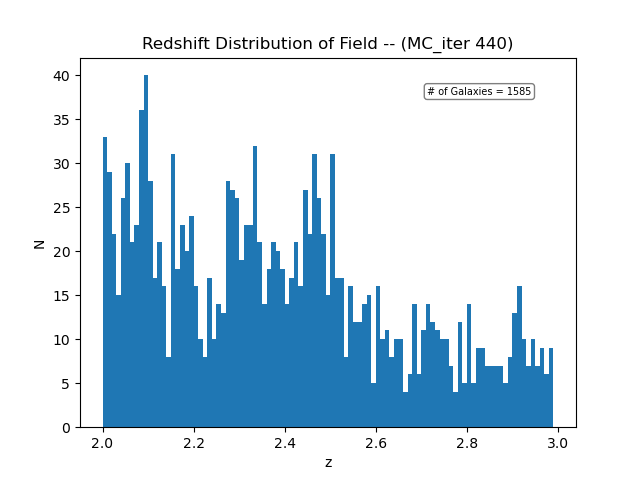 Redshift Distribution of Field -- (MC_iter 440)
# of Galaxies = 1585
N
40
35
30
25
20
15
10
5
0
2.0 2.2 2.4 2.6 2.8 3.0
z